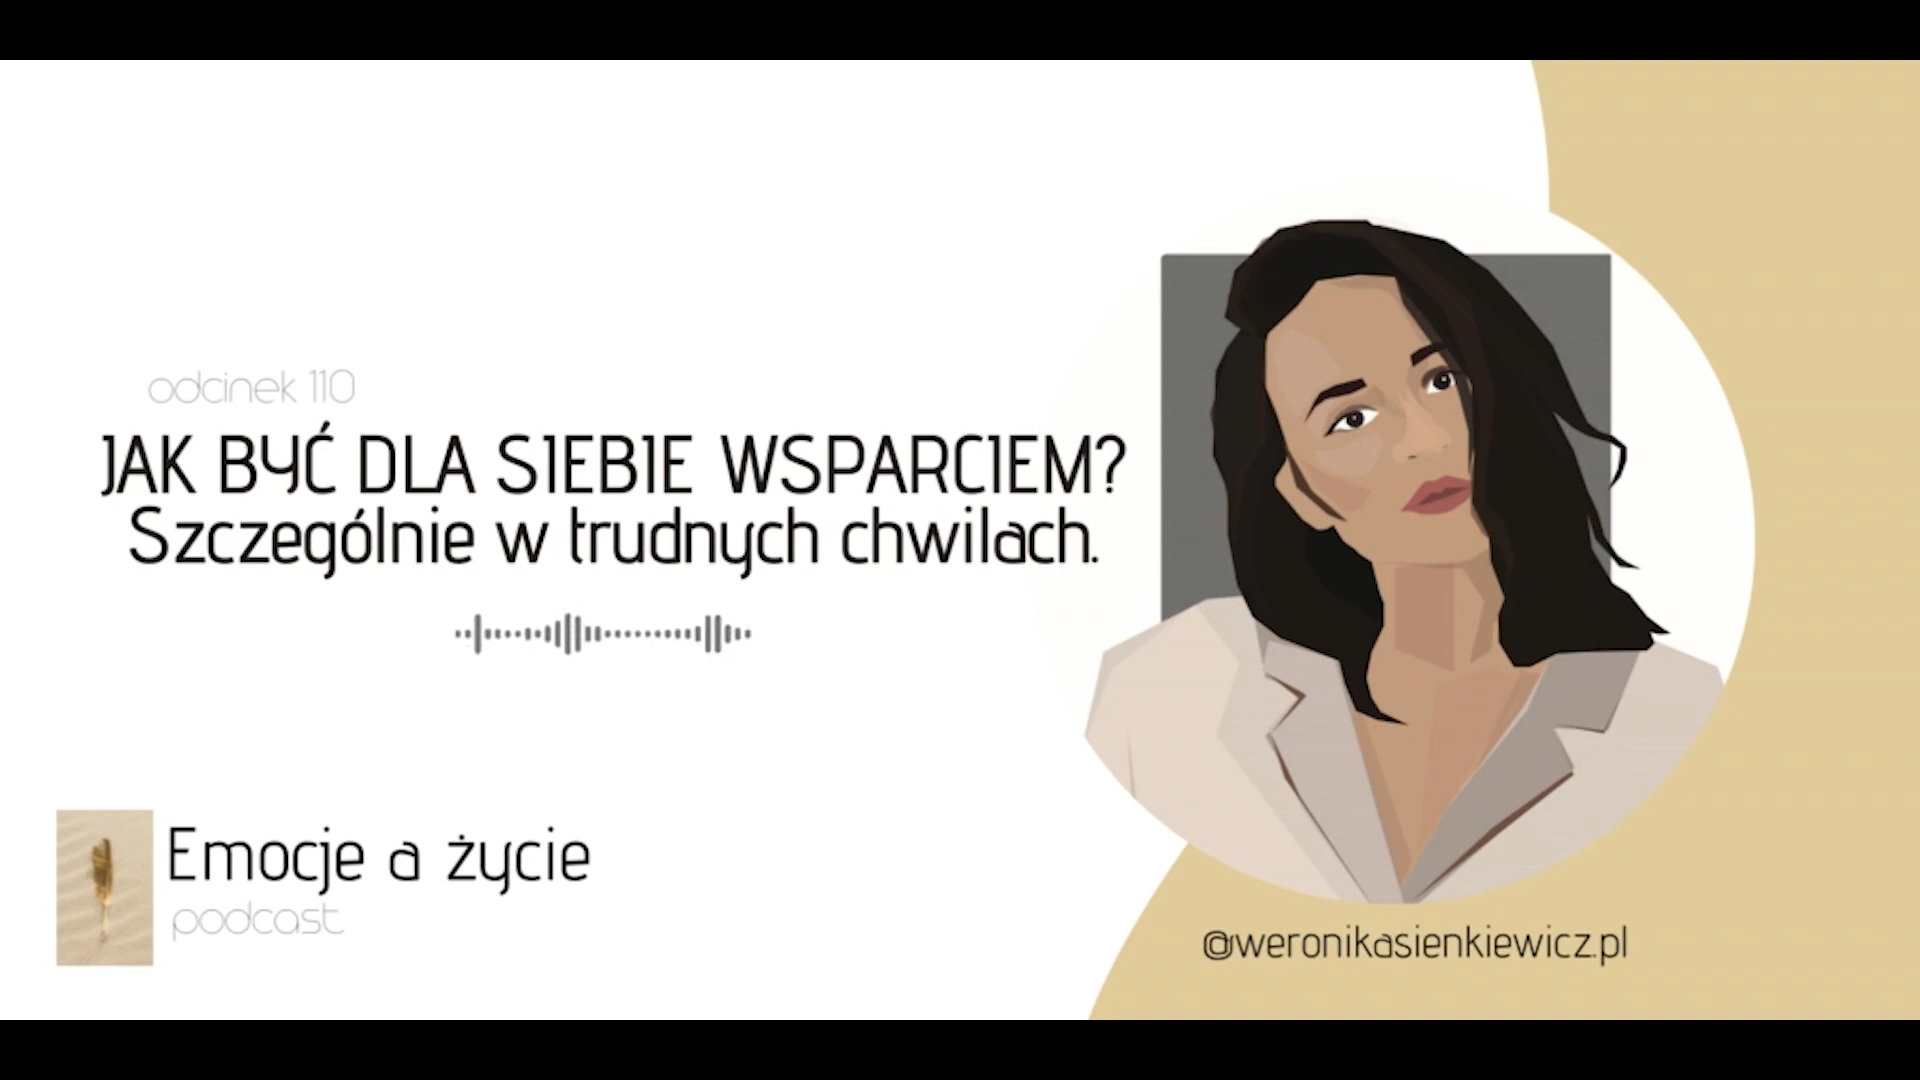 odcinek 110
JAK BYĆ DLA SIEBIE WSPARCIEM?
Szczególnie w trudnych chwilach.
Emocje a życie
podcast
@weronikasienkiewicz.pl